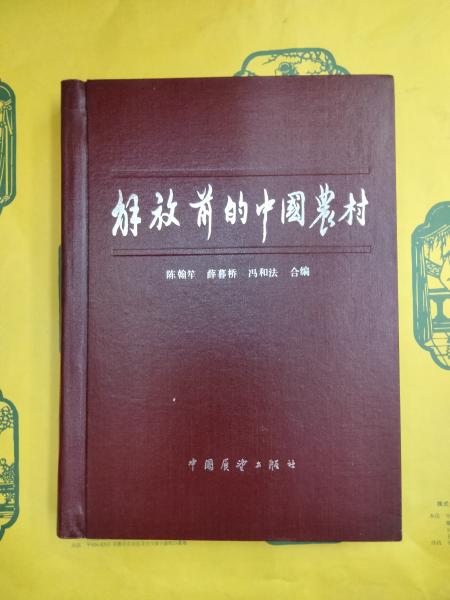 解放前的中國農村
陈翰笙 薛暮桥 冯和法 合编
中国展望出版社